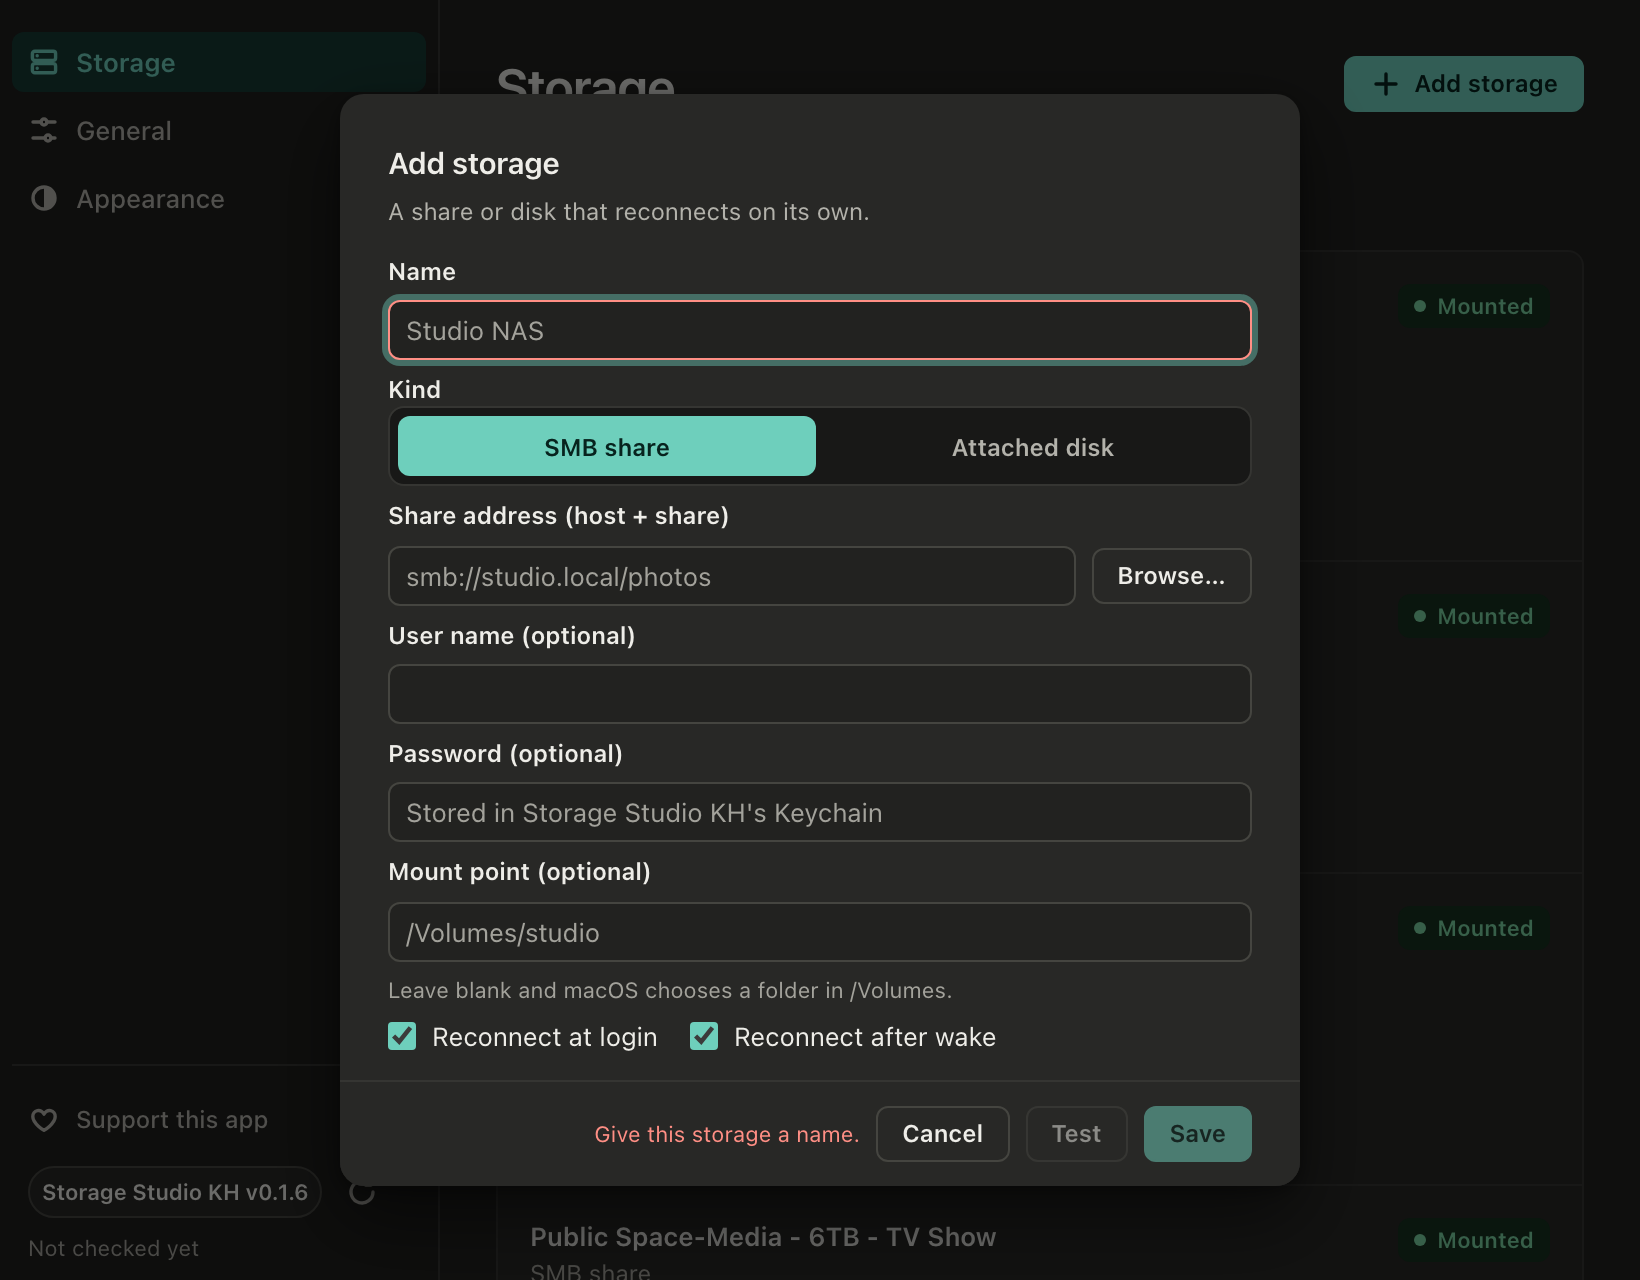 Storage
General
Appearance
Storage
Add storage
Add storage
A share or disk that reconnects on its own.
Name
Studio NAS
Kind
SMB share
Attached disk
Share address (host + share)
smb://studio.local/photos
Browse...
User name (optional)
Password (optional)
Stored in Storage Studio KH's Keychain
Mount point (optional)
/Volumes/studio
Leave blank and macOS chooses a folder in /Volumes.
Reconnect at login
Reconnect after wake
Give this storage a name.
Cancel
Test
Save
Mounted
Mounted
Mounted
Public Space-Media - 6TB - TV Show
SMB share
Mounted
Support this app
Storage Studio KH v0.1.6
Not checked yet